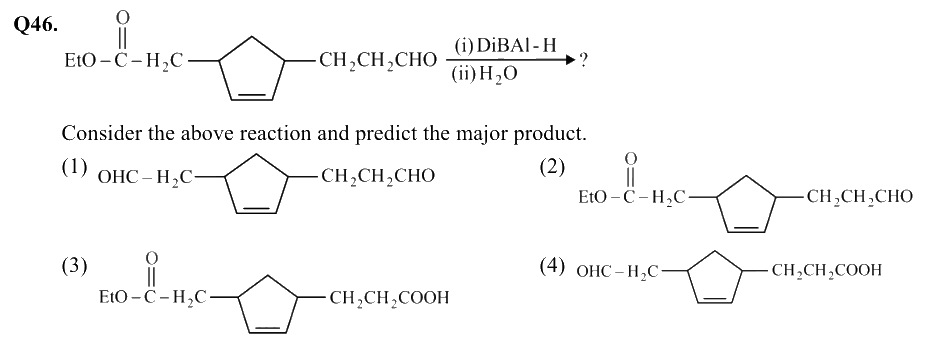 Q46.
O
EtO – C – H₂C
CH₂CH₂CHO
(i) DiBAl - H
(ii) H₂O
?
Consider the above reaction and predict the major product.
(1) OHC – H₂C
CH₂CH₂CHO
(2)
O
EtO – C – H₂C
CH₂CH₂CHO
(3)
O
EtO – C – H₂C
CH₂CH₂COOH
(4) OHC – H₂C
CH₂CH₂COOH